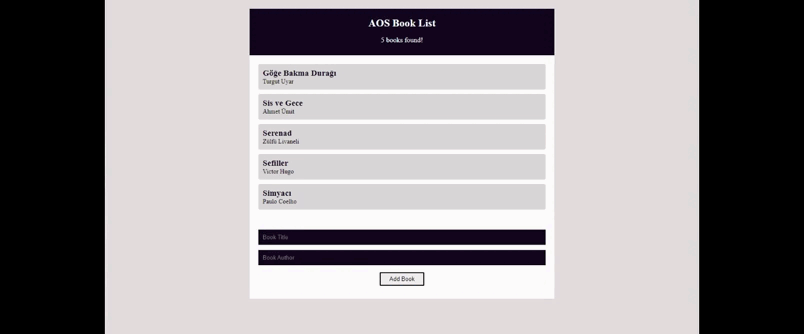 AOS Book List
5 books found!
Göğe Bakma Durağı
Turgut Uyar
Sis ve Gece
Ahmet Ümit
Serenad
Zülfü Livaneli
Sefiller
Victor Hugo
Simyacı
Paulo Coelho
Book Title
Book Author
Add Book